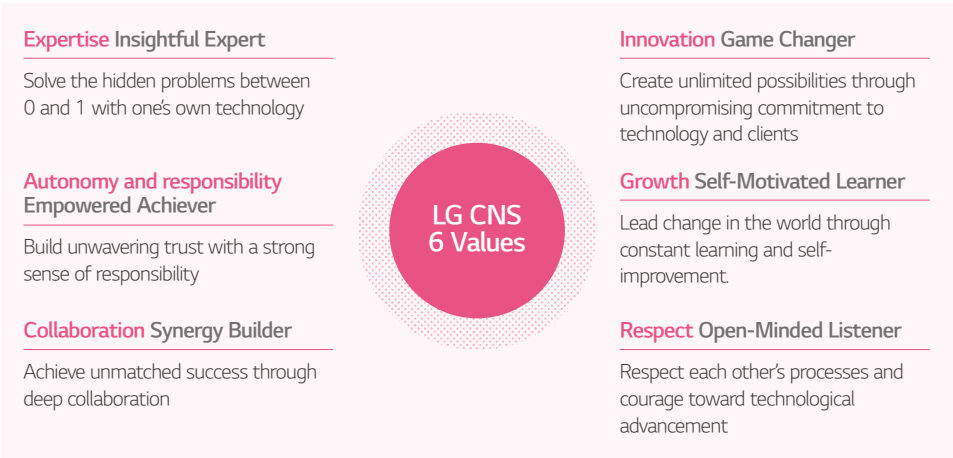 Expertise Insightful Expert
Solve the hidden problems between
0 and 1 with one's own technology
Autonomy and responsibility
Empowered Achiever
Build unwavering trust with a strong
sense of responsibility
Collaboration Synergy Builder
Achieve unmatched success through
deep collaboration
LG CNS
6 Values
Innovation Game Changer
Create unlimited possibilities through
uncompromising commitment to
technology and clients
Growth Self-Motivated Learner
Lead change in the world through
constant learning and self-
improvement.
Respect Open-Minded Listener
Respect each other's processes and
courage toward technological
advancement